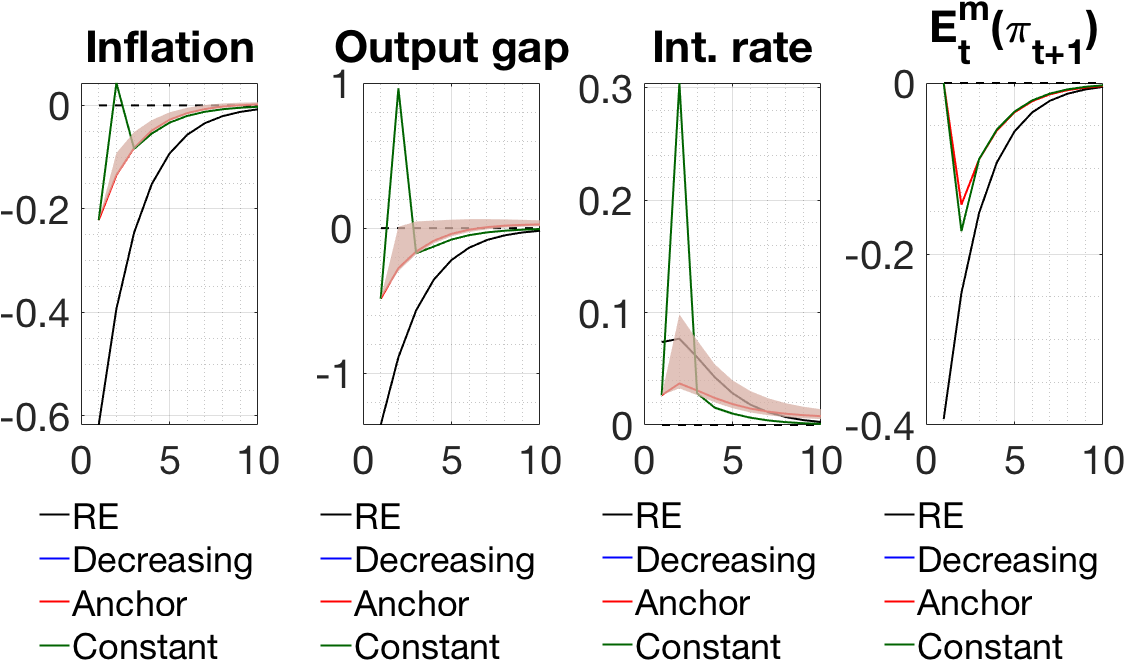 Inflation
Output gap
Int. rate
E_t^m(π_{t+1})
0
-0.2
-0.4
-0.6
0 5 10
1
0
-1
0 5 10
0.3
0.2
0.1
0
0 5 10
0
-0.2
-0.4
0 5 10
RE
Decreasing
Anchor
Constant
RE
Decreasing
Anchor
Constant
RE
Decreasing
Anchor
Constant
RE
Decreasing
Anchor
Constant